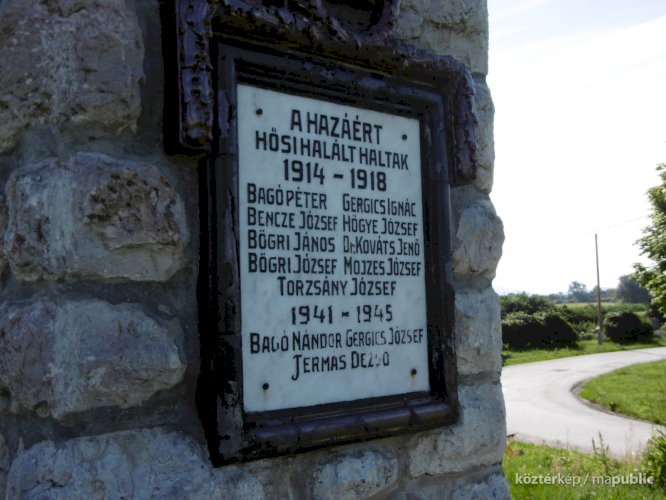 A HAZÁÉRT
HŐSI HALÁLT HALTAK
1914 - 1918
BAGÓ PÉTER GERGICS IGNÁC
BENCZE JÓZSEF HŐGYE JÓZSEF
BÖGRI JÁNOS DR KOVÁTS JENŐ
BÖGRI JÓZSEF MOJZES JÓZSEF
TORZSÁNY JÓZSEF
1941 - 1945
BAGÓ NÁNDOR GERGICS JÓZSEF
JERMAS DEZSŐ
köztérkép / mapublic